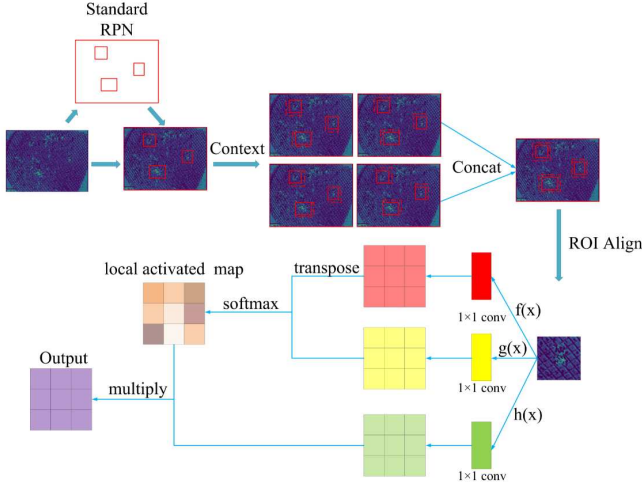 Standard
RPN
Context
Concat
ROI Align
local activated map
transpose
softmax
1×1 conv
f(x)
g(x)
Output
multiply
1×1 conv
h(x)
1×1 conv